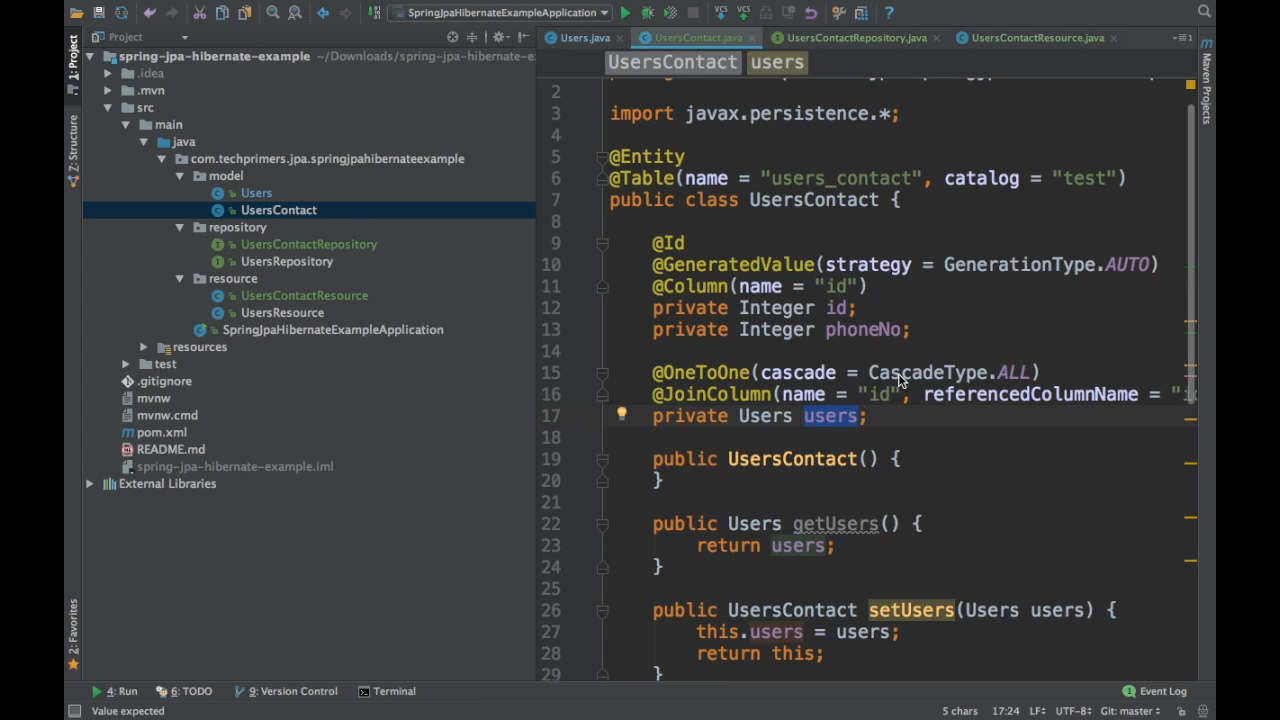 SpringJpaHibernateExampleApplication
Project
Users.java
UsersContact.java
UsersContactRepository.java
UsersContactResource.java
1
UsersContact users
1: Project
Z: Structure
2: Favorites
Maven Projects
spring-jpa-hibernate-example ~/Downloads/spring-jpa-hibernate-e
.idea
.mvn
src
main
java
com.techprimers.jpa.springjpahibernateexample
model
Users
UsersContact
repository
UsersContactRepository
UsersRepository
resource
UsersContactResource
UsersResource
SpringJpaHibernateExampleApplication
resources
test
.gitignore
mvnw
mvnw.cmd
pom.xml
README.md
spring-jpa-hibernate-example.iml
External Libraries
2
3 import javax.persistence.*;
4
5 @Entity
6 @Table(name = "users_contact", catalog = "test")
7 public class UsersContact {
8
9 @Id
10 @GeneratedValue(strategy = GenerationType.AUTO)
11 @Column(name = "id")
12 private Integer id;
13 private Integer phoneNo;
14
15 @OneToOne(cascade = CascadeType.ALL)
16 @JoinColumn(name = "id", referencedColumnName = "id
17 private Users users;
18
19 public UsersContact() {
20 }
21
22 public Users getUsers() {
23 return users;
24 }
25
26 public UsersContact setUsers(Users users) {
27 this.users = users;
28 return this;
29 }
4: Run 6: TODO 9: Version Control Terminal 1 Event Log
Value expected 5 chars 17:24 LF UTF-8 Git: master